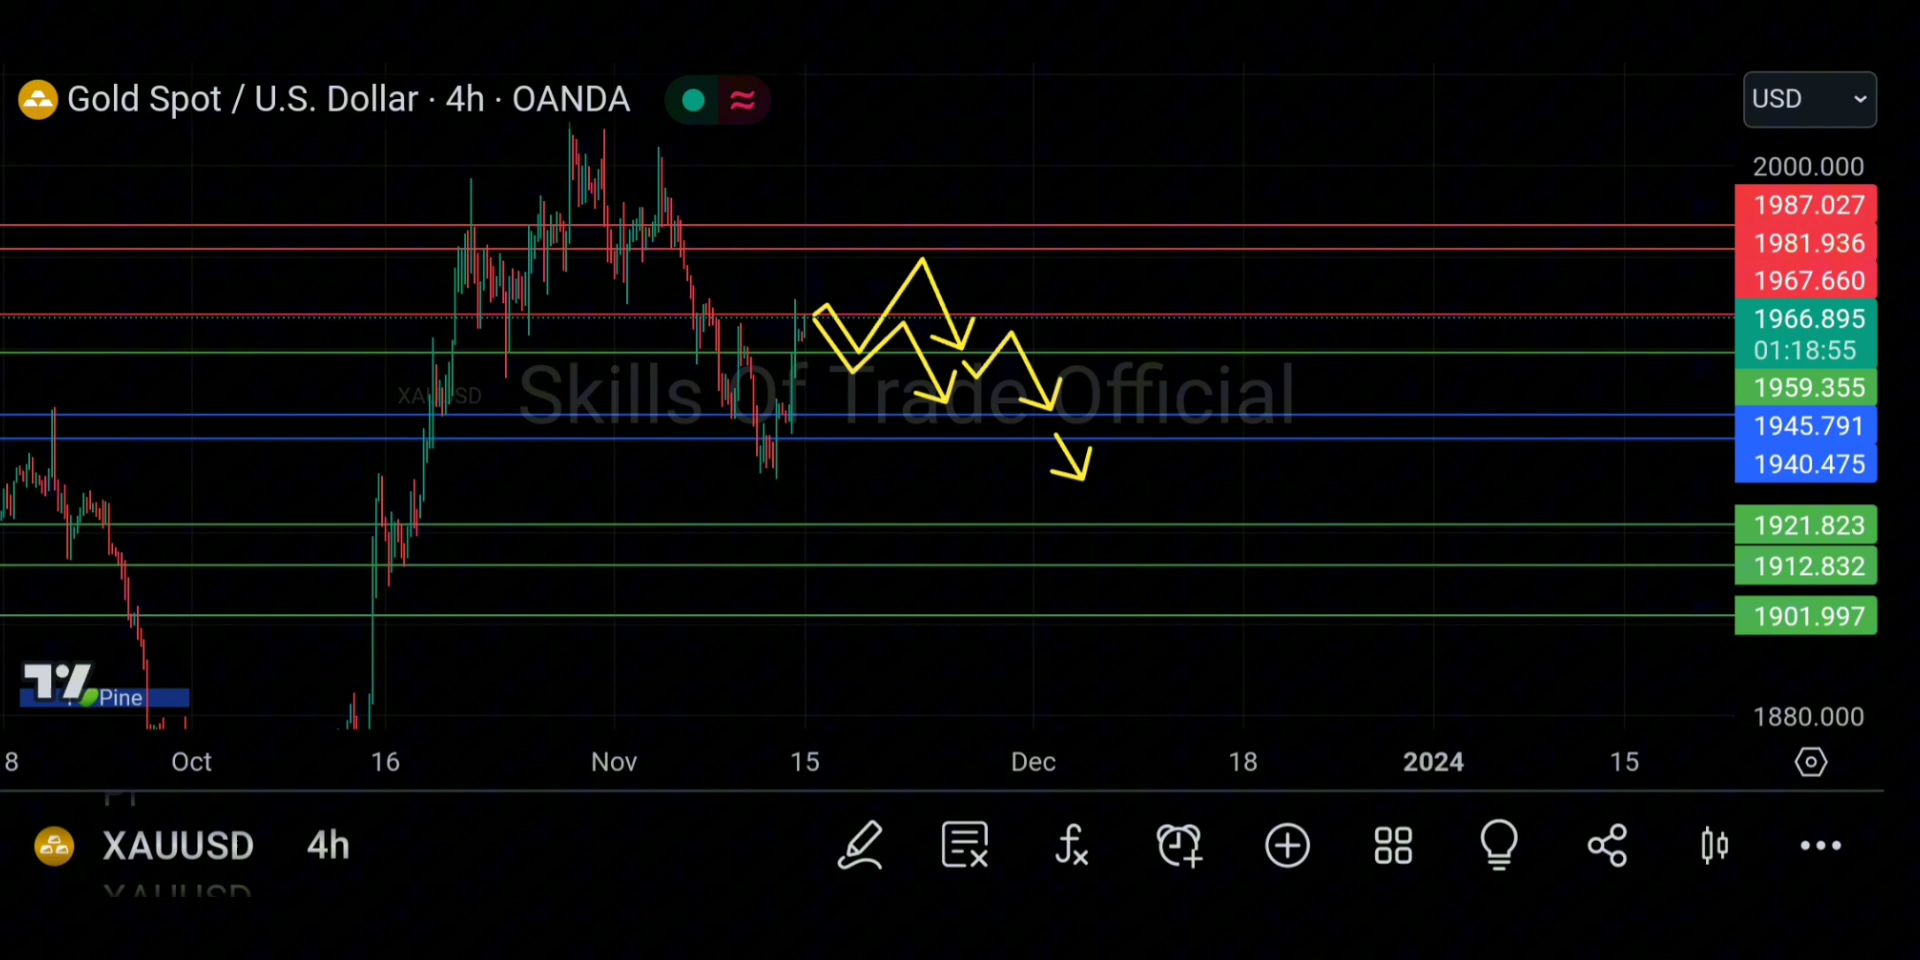 Gold Spot / U.S. Dollar · 4h · OANDA
USD
2000.000
1987.027
1981.936
1967.660
1966.895
01:18:55
1959.355
1945.791
1940.475
1921.823
1912.832
1901.997
1880.000
XAUUSD
Skills Of Trade Official
Pine
8 Oct 16 Nov 15 Dec 18 2024 15
XAUUSD 4h
XAUUSD